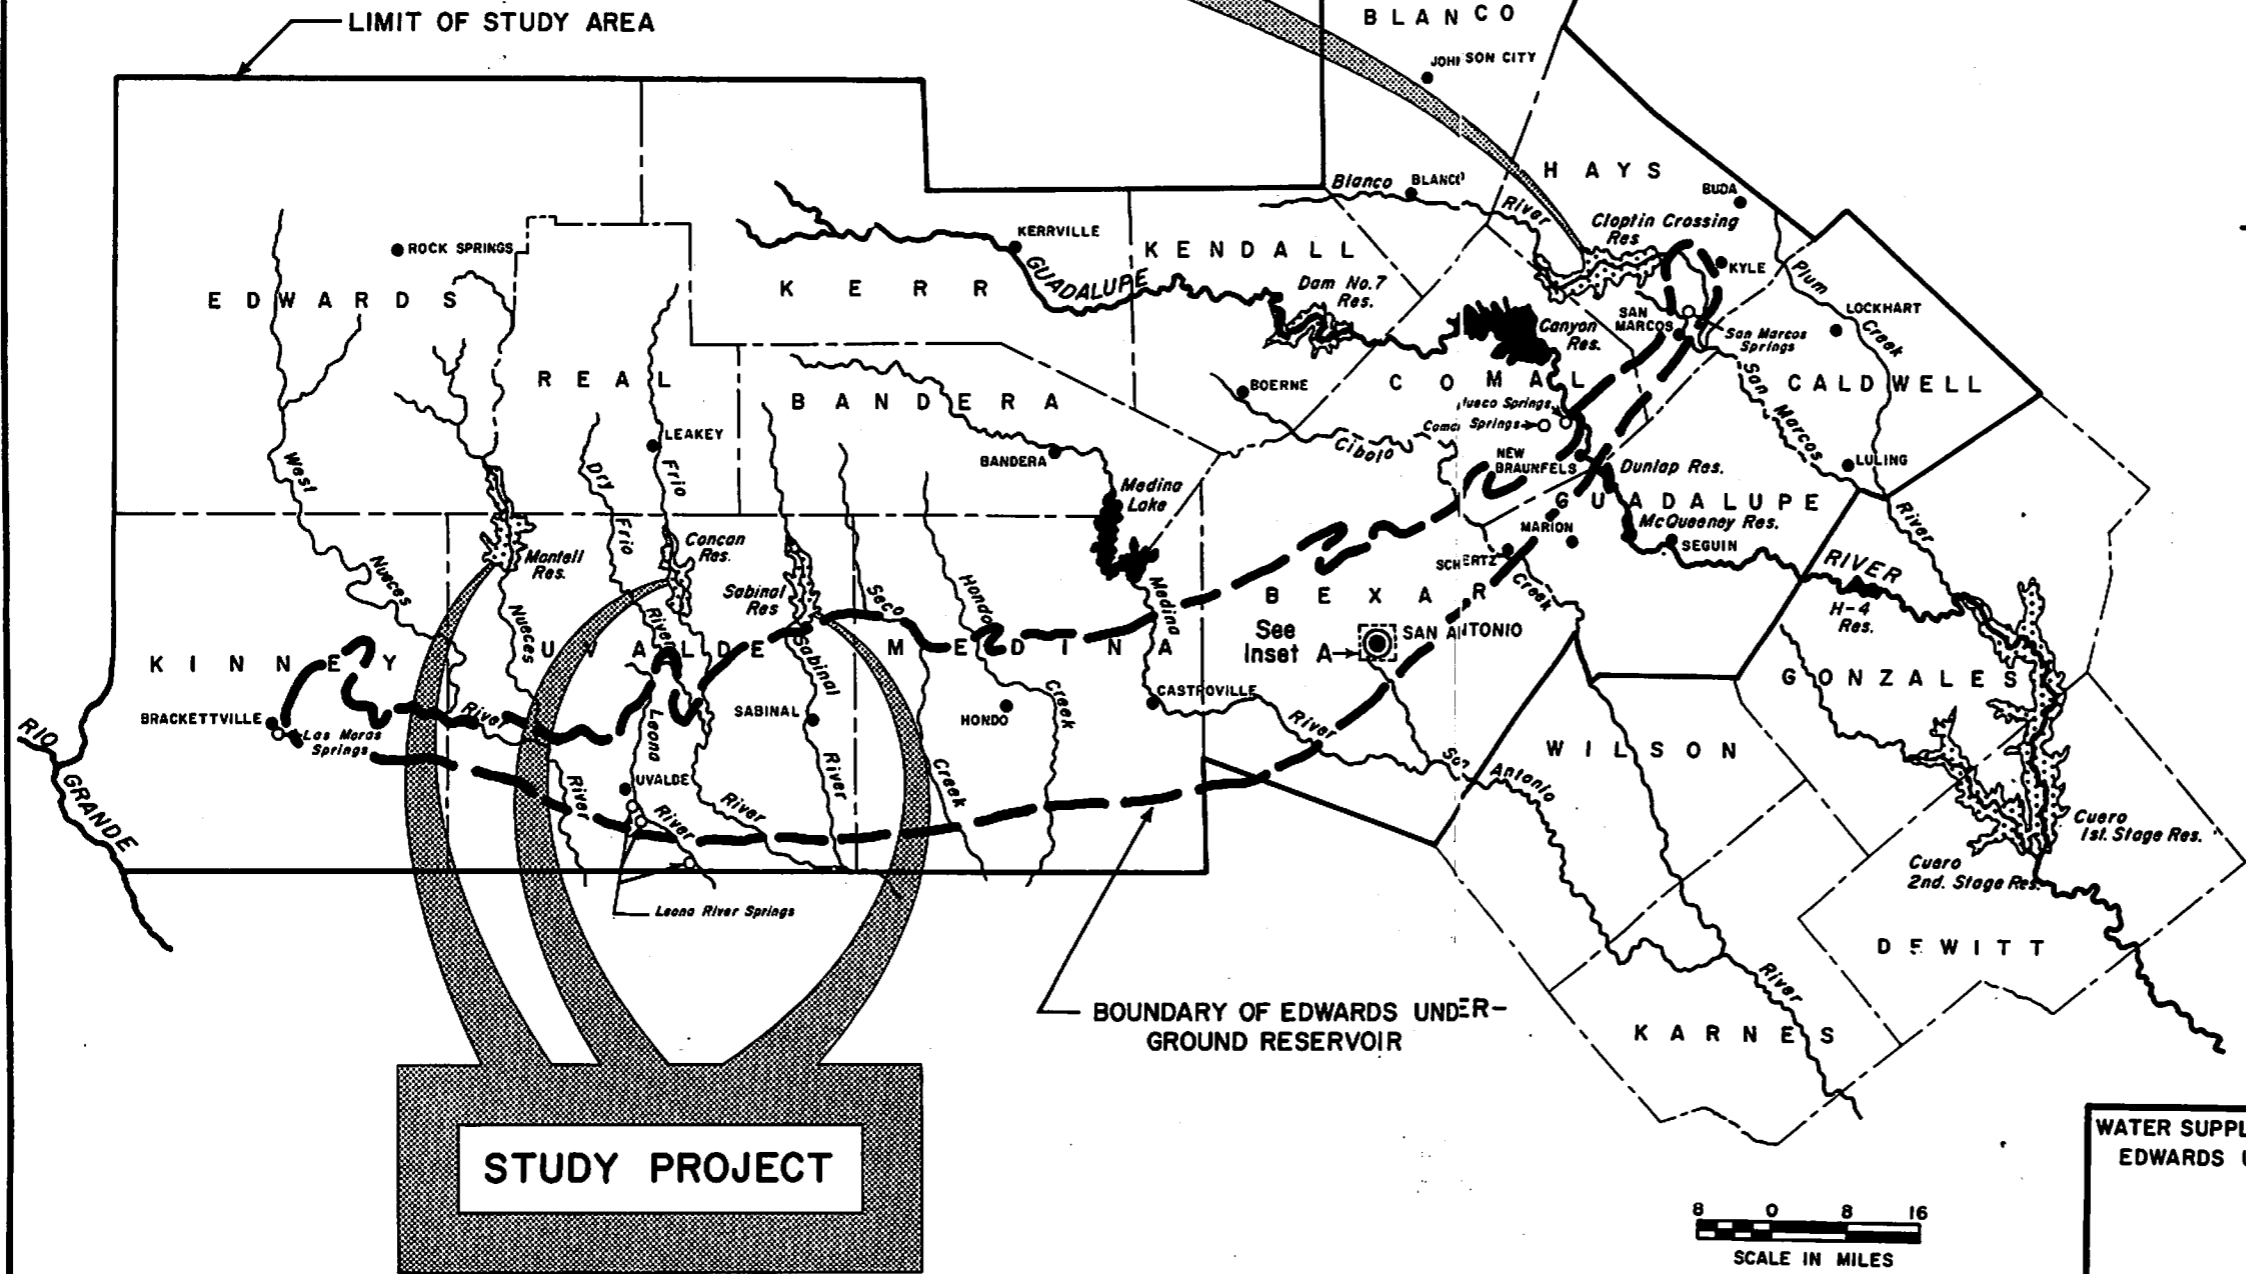 LIMIT OF STUDY AREA
BLANCO
JOHNSON CITY
HAYS
BUDA
Blanco
BLANCO
River
Cloptin Crossing
Res.
KYLE
ROCK SPRINGS
KERRVILLE
KENDALL
EDWARDS
KERR
GUADALUPE
Dam No.7
Res.
Canyon
Res.
SAN
MARCOS
San Marcos
Springs
Plum
Creek
LOCKHART
REAL
BANDERA
BOERNE
COMAL
CALDWELL
San
Marcos
River
Hueco Springs
Comal Springs
LEAKEY
BANDERA
Cibolo
NEW
BRAUNFELS
Dunlap Res.
LULING
West
Nueces
Dry
Frio
Frio
Medina
Lake
GUADALUPE
McQueeney Res.
MARION
SEGUIN
SCHERTZ
Creek
RIVER
H-4
Res.
Montell
Res.
Concan
Res.
Sabinal
Res
Seco
Hondo
Medina
BEXAR
See
Inset A
SAN ANTONIO
KINNEY
Nueces
UVALDE
River
Sabinal
MEDINA
GONZALES
BRACKETTVILLE
Las Moras
Springs
River
Leona
SABINAL
HONDO
Creek
CASTROVILLE
River
San Antonio
WILSON
RIO
GRANDE
UVALDE
River
River
River
River
Creek
Cuero
1st. Stage Res.
Cuero
2nd. Stage Res.
Leona River Springs
DEWITT
River
BOUNDARY OF EDWARDS UNDER-
GROUND RESERVOIR
KARNES
STUDY PROJECT
WATER SUPPL
EDWARDS U
8 0 8 16
SCALE IN MILES